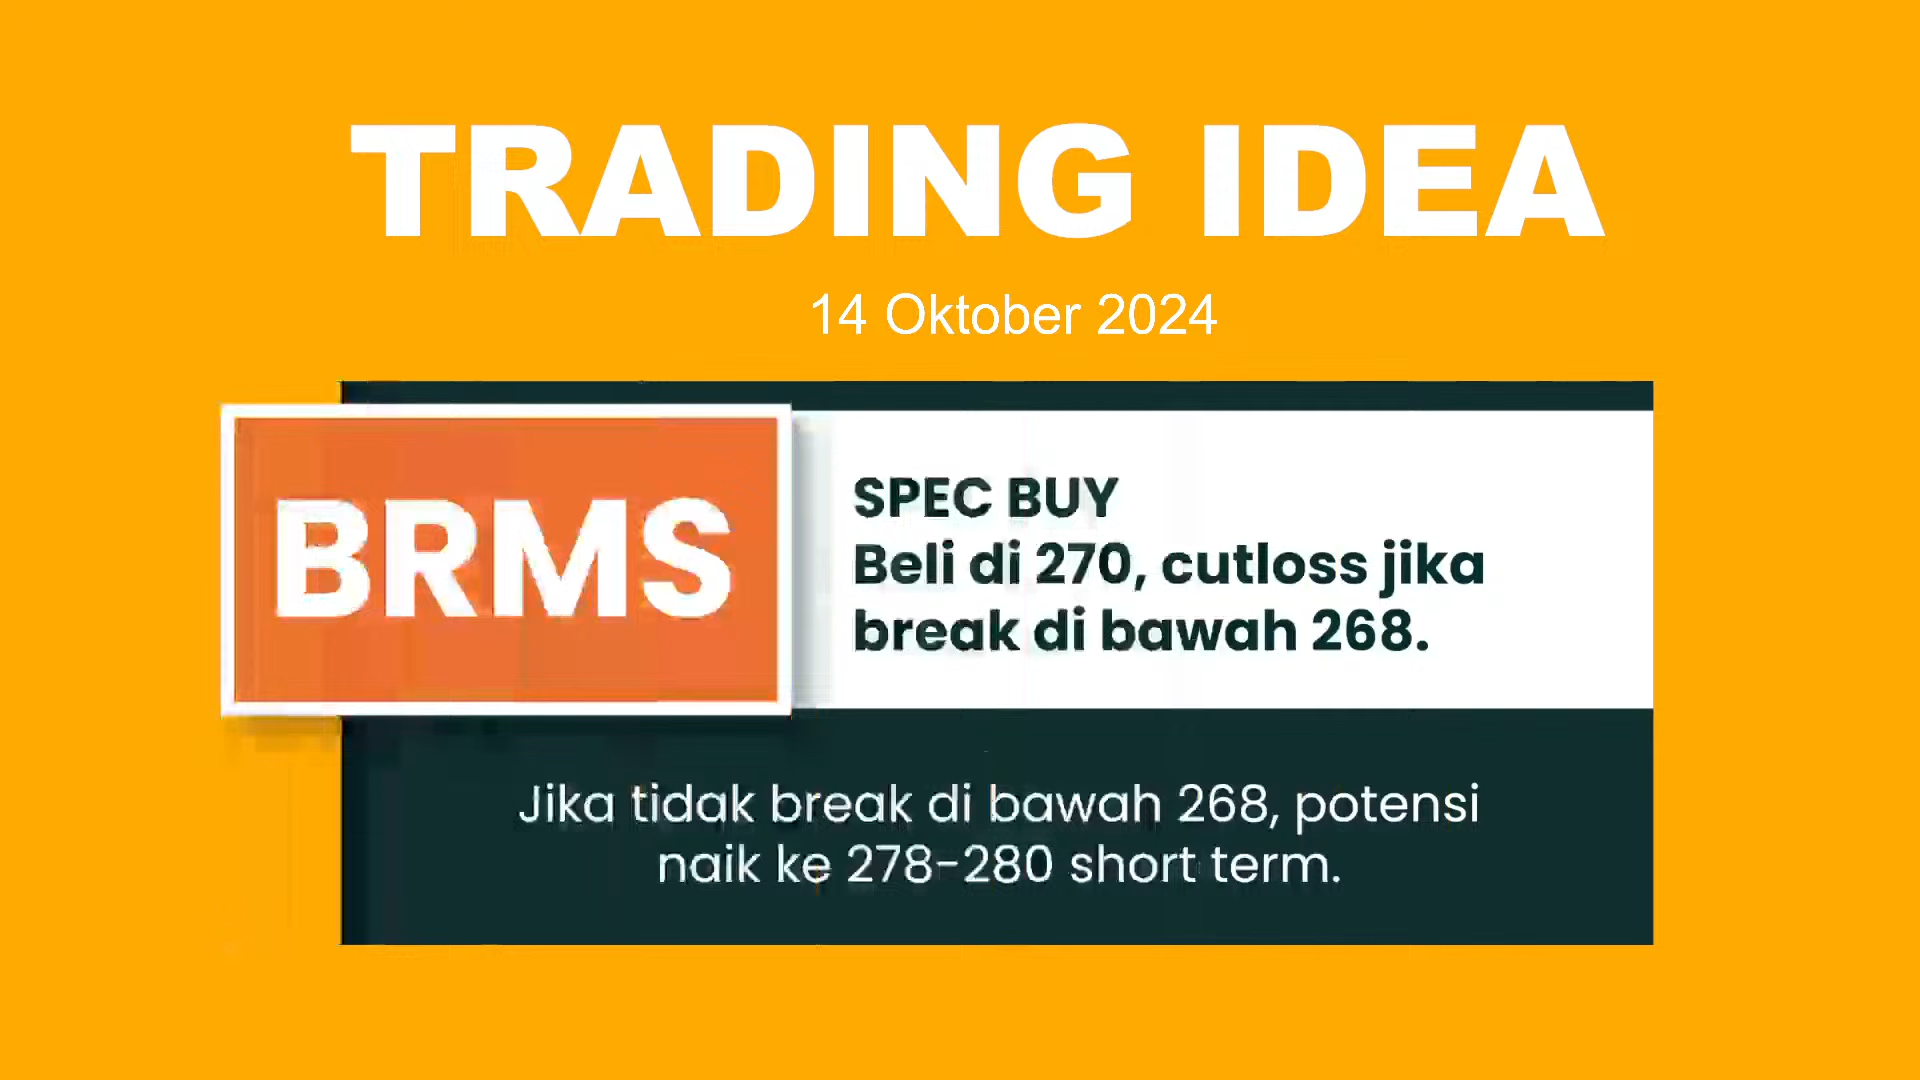 TRADING IDEA
14 Oktober 2024
BRMS
SPEC BUY
Beli di 270, cutloss jika
break di bawah 268.
Jika tidak break di bawah 268, potensi
naik ke 278-280 short term.